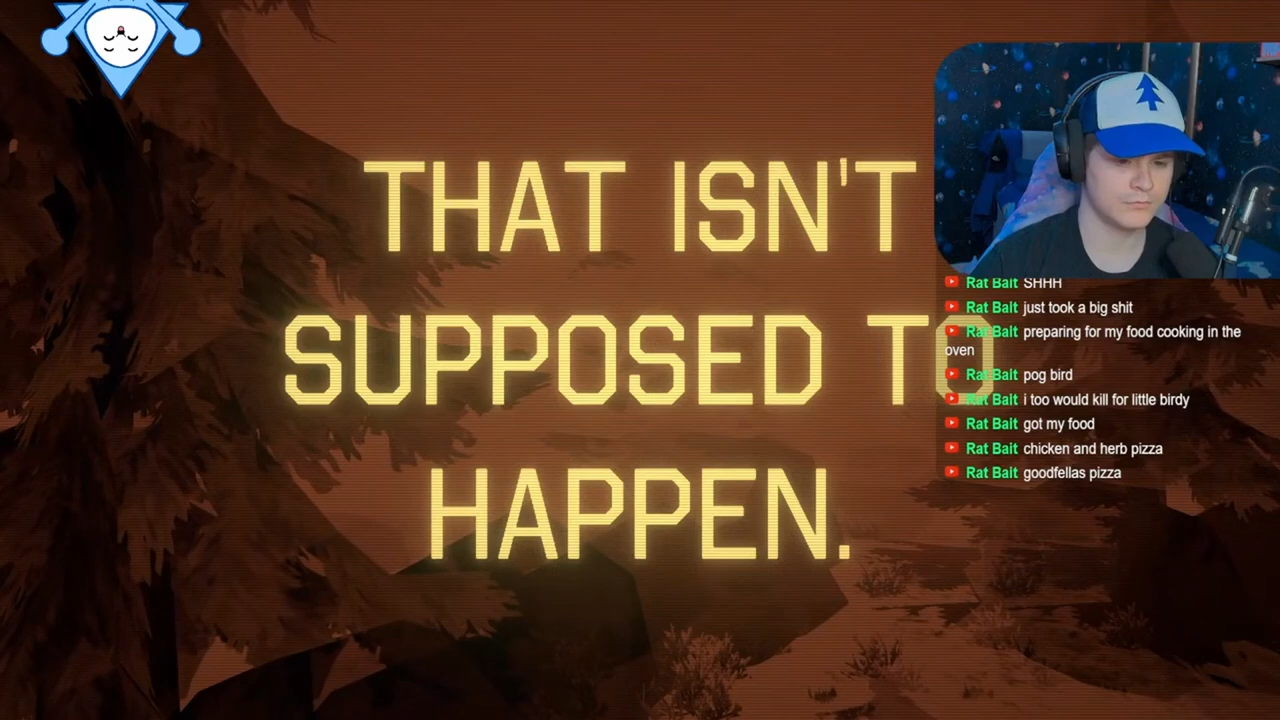 THAT ISN'T
SUPPOSED TO
HAPPEN.
Rat Bait SHHH
Rat Bait just took a big shit
Rat Bait preparing for my food cooking in the
oven
Rat Bait pog bird
Rat Bait i too would kill for little birdy
Rat Bait got my food
Rat Bait chicken and herb pizza
Rat Bait goodfellas pizza